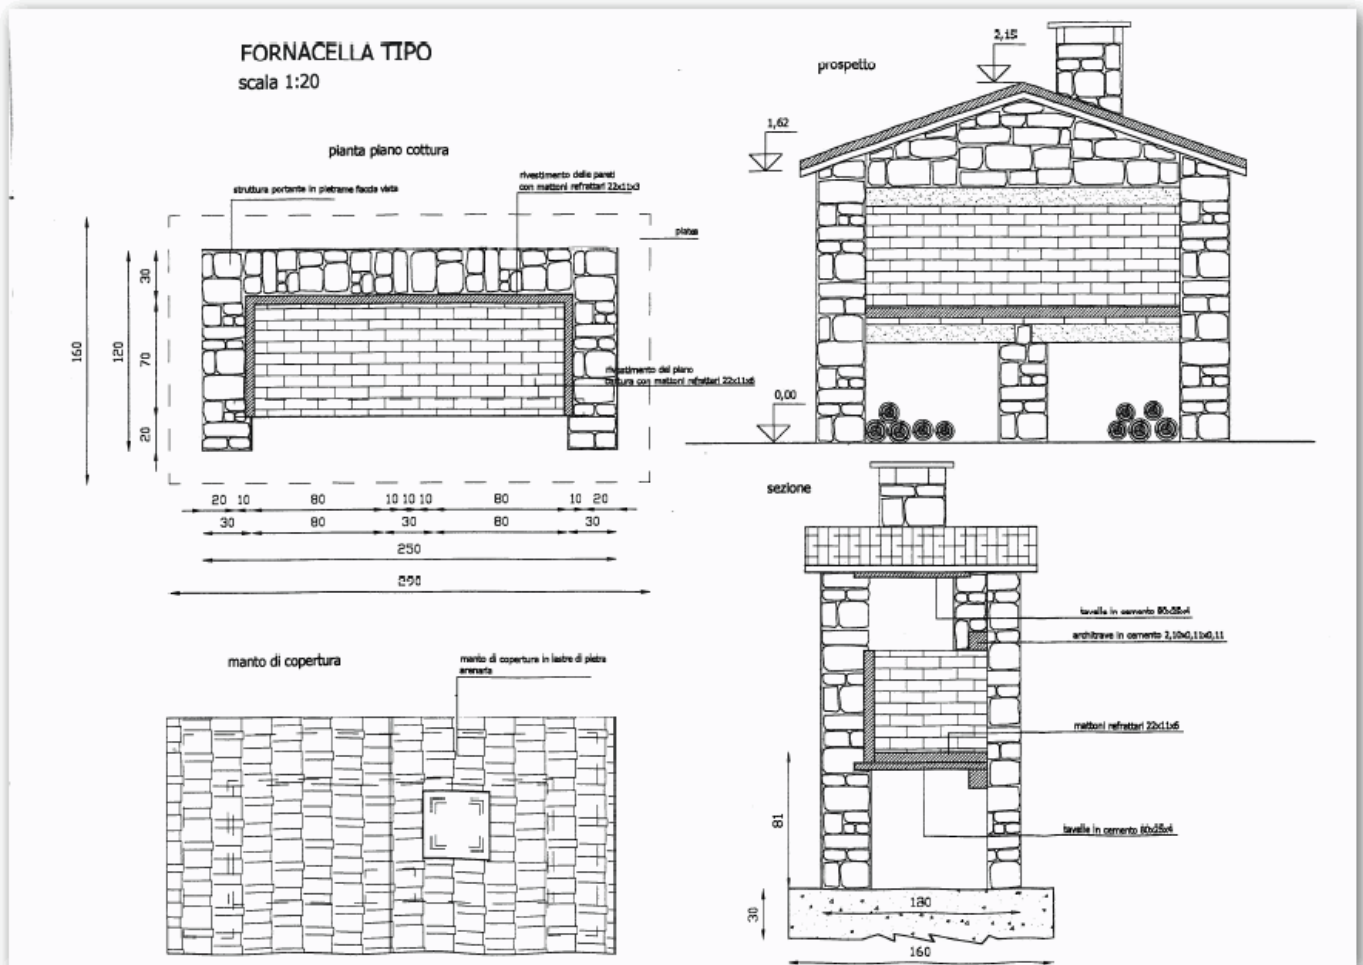 FORNACELLA TIPO
scala 1:20
pianta piano cottura
struttura portante in pietrame faccia vista
rivestimento delle pareti
con mattoni refrattari 22x11x3
platea
rivestimento del piano
cottura con mattoni refrattari 22x11x6
160
120
30
70
20
20 10 80 10 10 10 80 10 20
30 80 30 80 30
250
290
manto di copertura
manto di copertura in lastre di pietra
arenaria
prospetto
2,15
1,62
0,00
sezione
tavelle in cemento
architrave in cemento 2,10x0,11x0,11
mattoni refrattari 22x11x6
tavelle in cemento 80x25x4
81
30
160